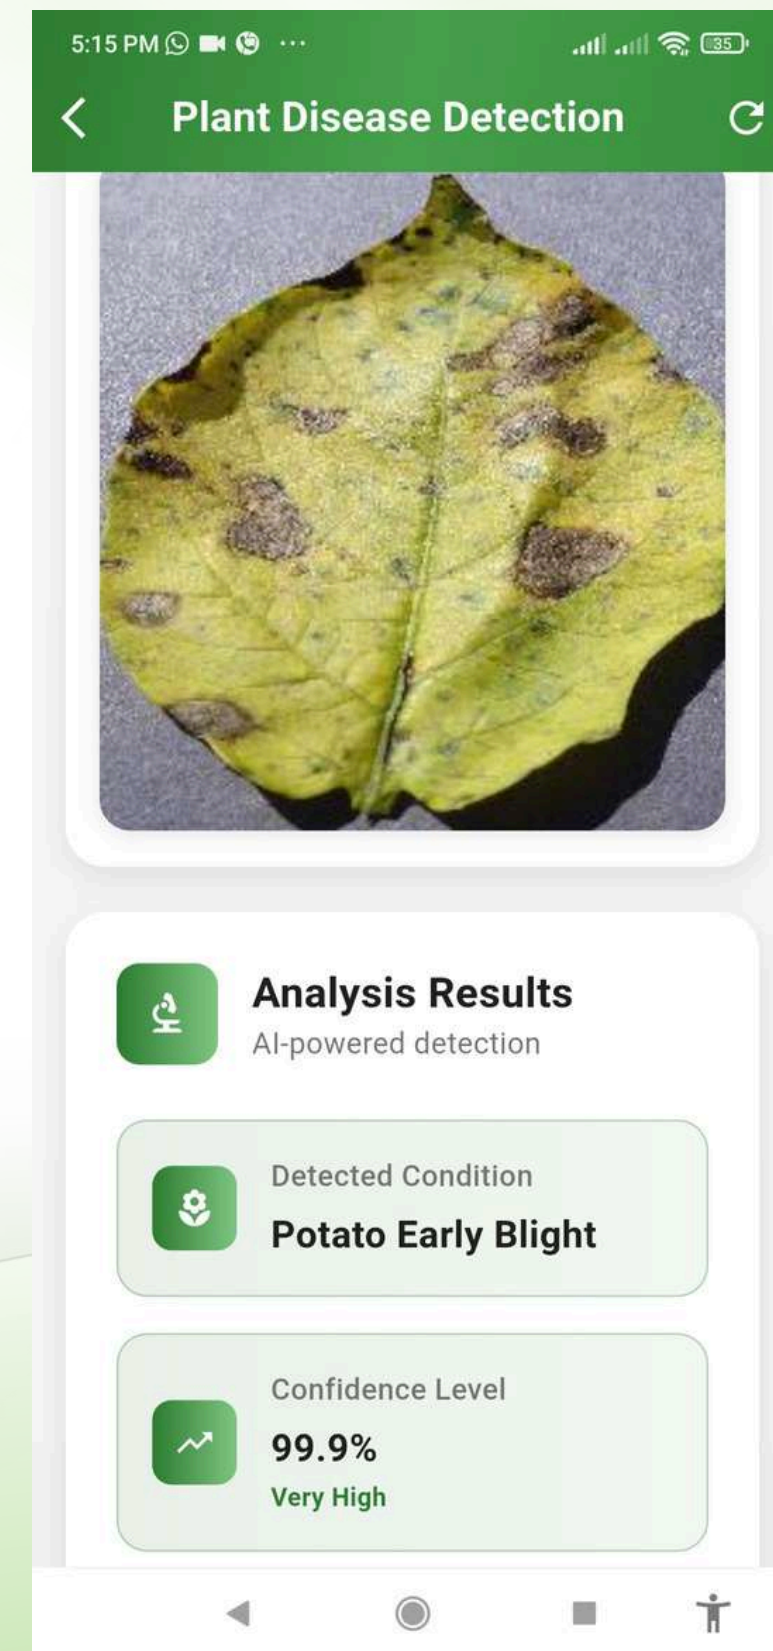 5:15 PM ... 35
Plant Disease Detection
Analysis Results
AI-powered detection
Detected Condition
Potato Early Blight
Confidence Level
99.9%
Very High